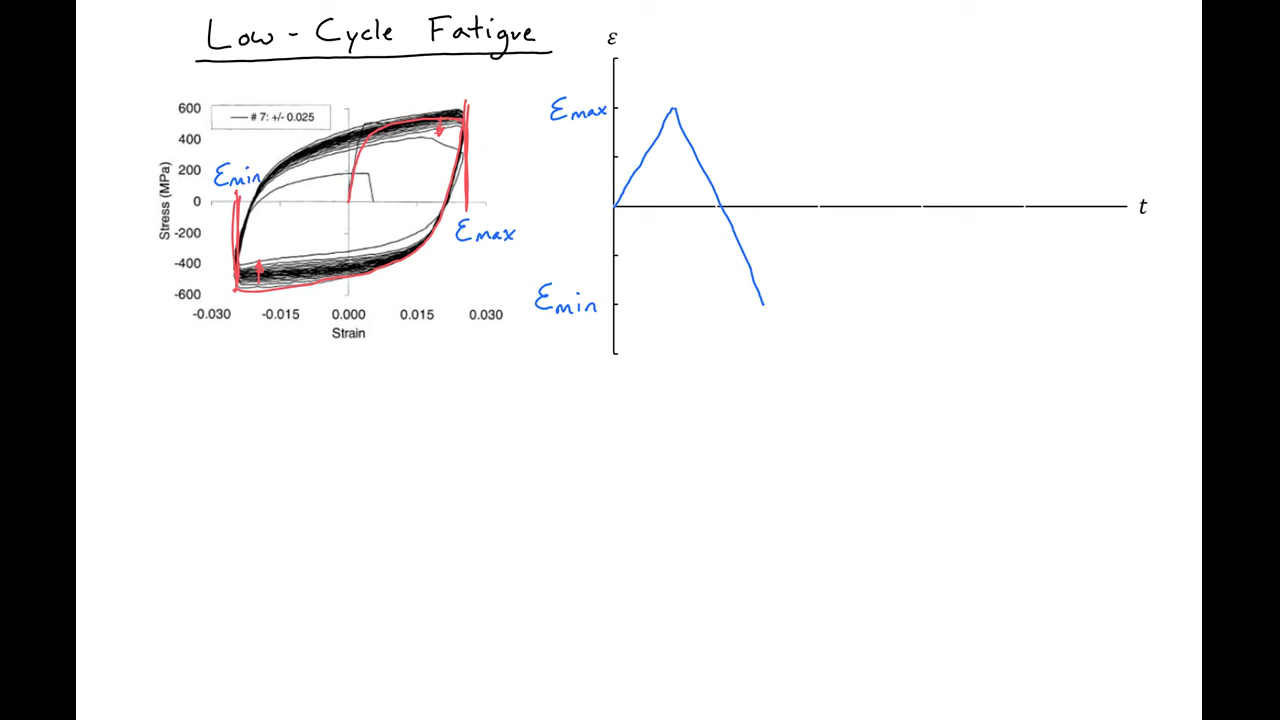 Low-Cycle Fatigue
600
400
200
0
-200
-400
-600
Stress (MPa)
# 7: +/- 0.025
εmin
εmax
-0.030 -0.015 0.000 0.015 0.030
Strain
ε
εmax
εmin
t